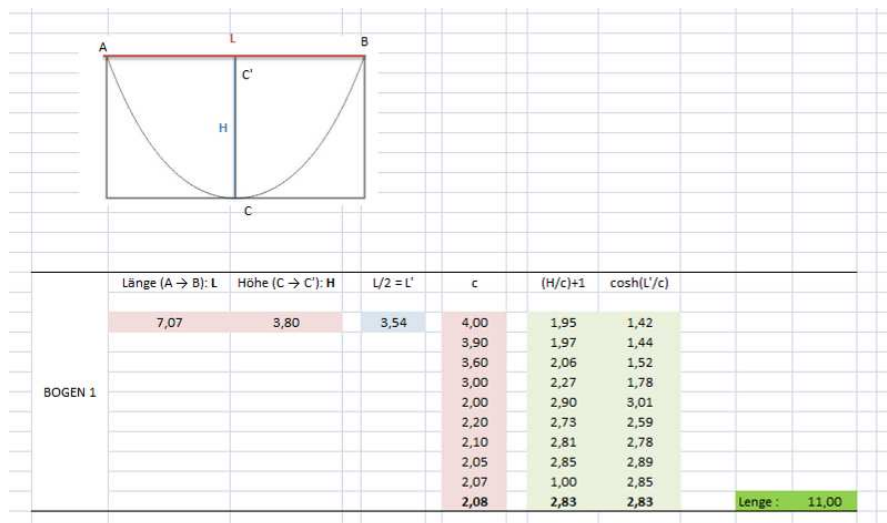 L
A B
C'
H
C
Länge (A → B): L Höhe (C → C'): H L/2 = L' c (H/c)+1 cosh(L'/c)
7,07 3,80 3,54 4,00 1,95 1,42
3,90 1,97 1,44
3,60 2,06 1,52
3,00 2,27 1,78
BOGEN 1
2,00 2,90 3,01
2,20 2,73 2,59
2,10 2,81 2,78
2,05 2,85 2,89
2,07 1,00 2,85
2,08 2,83 2,83 Lenge : 11,00